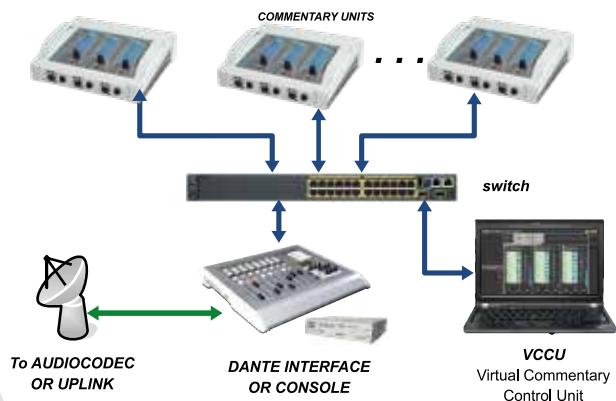 COMMENTARY UNITS
. . .
switch
To AUDIOCODEC
OR UPLINK
DANTE INTERFACE
OR CONSOLE
VCCU
Virtual Commentary
Control Unit